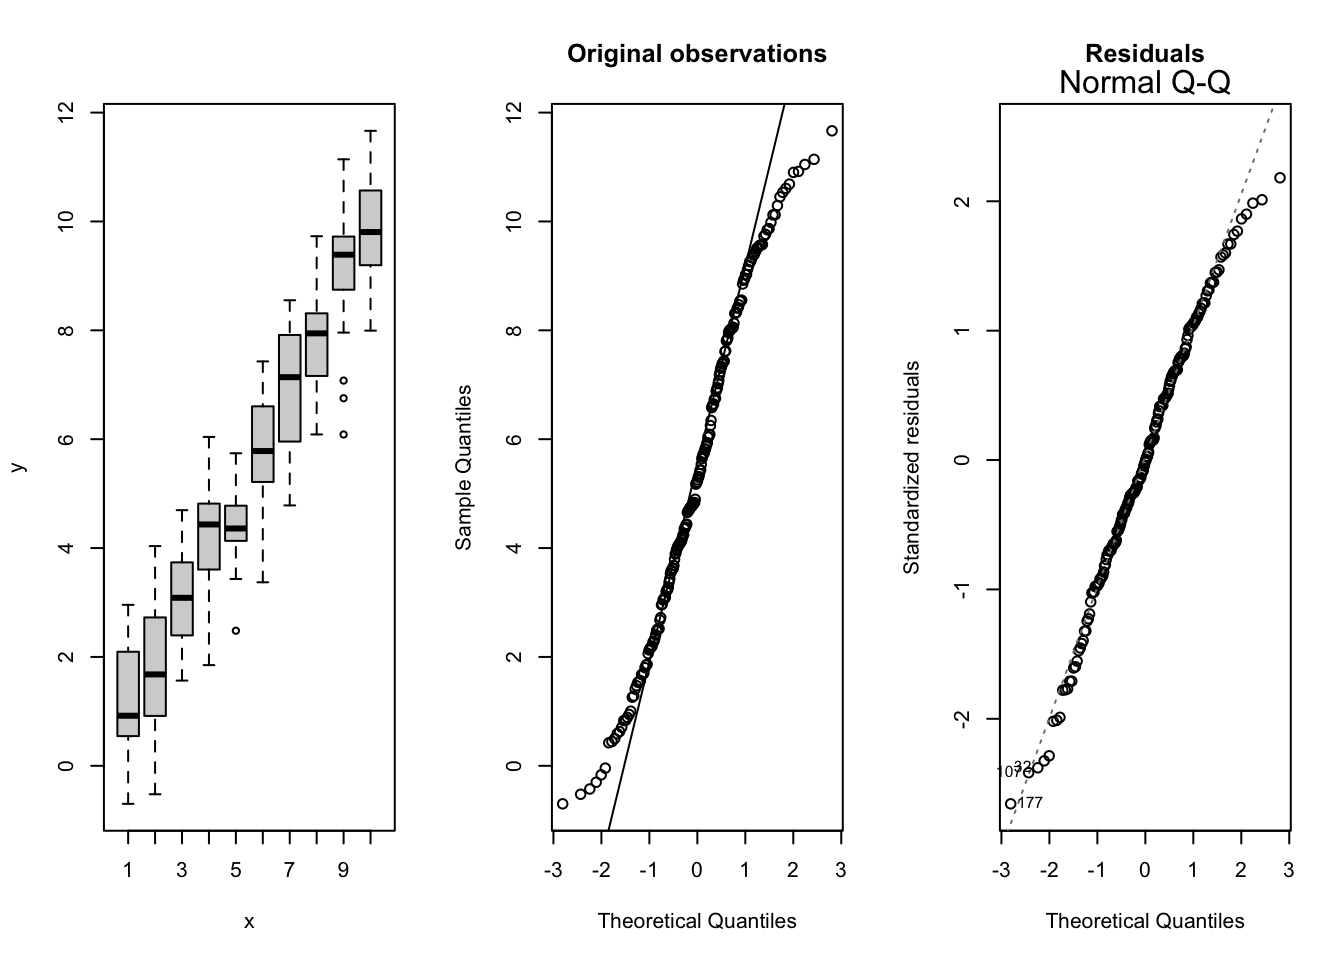 Original observations
Residuals
Normal Q-Q
y
12
10
8
6
4
2
0
1 3 5 7 9
x
Sample Quantiles
12
10
8
6
4
2
0
-3 -2 -1 0 1 2 3
Theoretical Quantiles
Standardized residuals
2
1
0
-1
-2
32
107
177
-3 -2 -1 0 1 2 3
Theoretical Quantiles